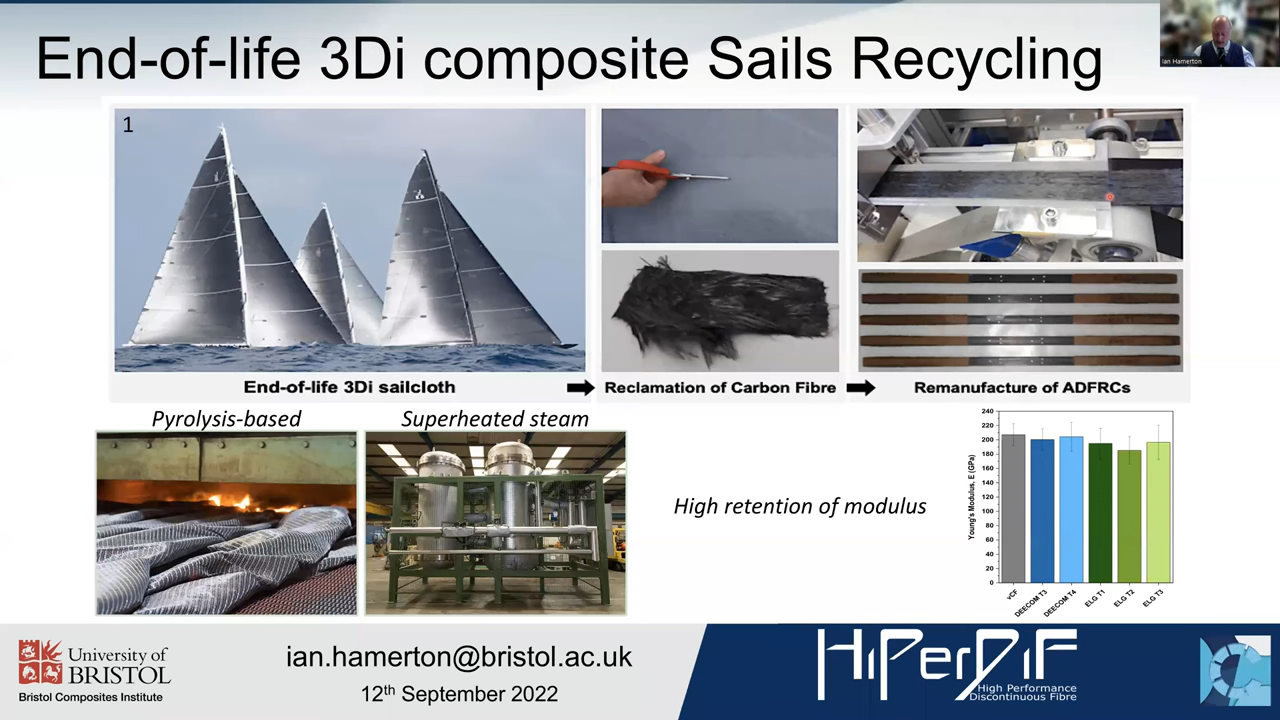 End-of-life 3Di composite Sails Recycling
Ian Hamerton
1
End-of-life 3Di sailcloth
Reclamation of Carbon Fibre
Remanufacture of ADFRCs
Pyrolysis-based
Superheated steam
High retention of modulus
Young's Modulus, E (GPa)
240
220
200
180
160
140
120
100
80
60
40
20
0
vCF
DEECOM T3
DEECOM T4
ELG T1
ELG T2
ELG T3
University of
BRISTOL
Bristol Composites Institute
ian.hamerton@bristol.ac.uk
12th September 2022
HiPerDiF
High Performance
Discontinuous Fibre